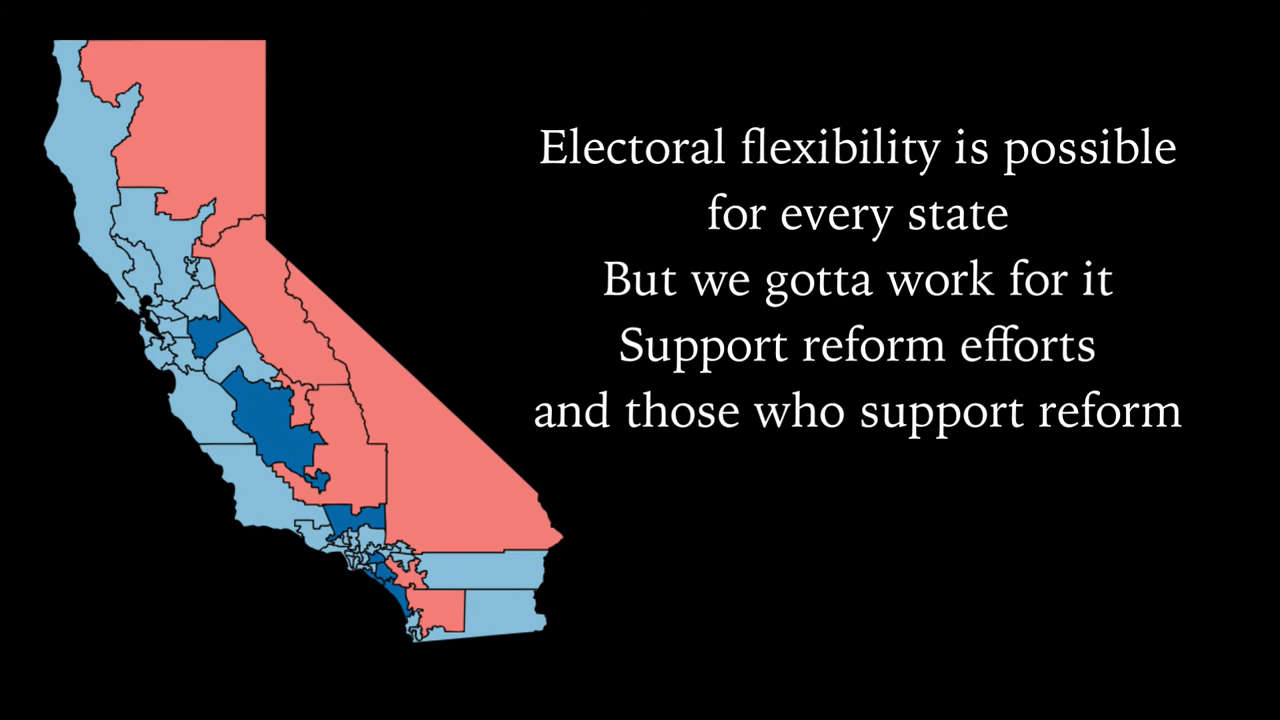 Electoral flexibility is possible
for every state
But we gotta work for it
Support reform efforts
and those who support reform